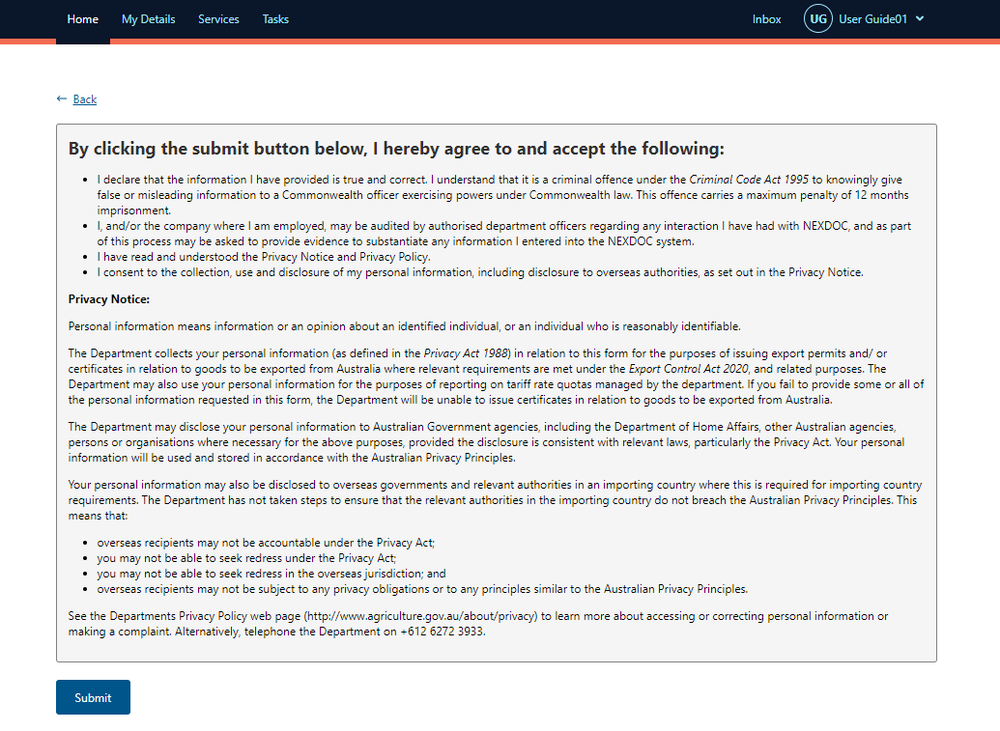 Home My Details Services Tasks Inbox UG User Guide01
← Back
By clicking the submit button below, I hereby agree to and accept the following:
• I declare that the information I have provided is true and correct. I understand that it is a criminal offence under the Criminal Code Act 1995 to knowingly give
false or misleading information to a Commonwealth officer exercising powers under Commonwealth law. This offence carries a maximum penalty of 12 months
imprisonment.
• I, and/or the company where I am employed, may be audited by authorised department officers regarding any interaction I have had with NEXDOC, and as part
of this process may be asked to provide evidence to substantiate any information I entered into the NEXDOC system.
• I have read and understood the Privacy Notice and Privacy Policy.
• I consent to the collection, use and disclosure of my personal information, including disclosure to overseas authorities, as set out in the Privacy Notice.
Privacy Notice:
Personal information means information or an opinion about an identified individual, or an individual who is reasonably identifiable.
The Department collects your personal information (as defined in the Privacy Act 1988) in relation to this form for the purposes of issuing export permits and/ or
certificates in relation to goods to be exported from Australia where relevant requirements are met under the Export Control Act 2020, and related purposes. The
Department may also use your personal information for the purposes of reporting on tariff rate quotas managed by the department. If you fail to provide some or all of
the personal information requested in this form, the Department will be unable to issue certificates in relation to goods to be exported from Australia.
The Department may disclose your personal information to Australian Government agencies, including the Department of Home Affairs, other Australian agencies,
persons or organisations where necessary for the above purposes, provided the disclosure is consistent with relevant laws, particularly the Privacy Act. Your personal
information will be used and stored in accordance with the Australian Privacy Principles.
Your personal information may also be disclosed to overseas governments and relevant authorities in an importing country where this is required for importing country
requirements. The Department has not taken steps to ensure that the relevant authorities in the importing country do not breach the Australian Privacy Principles. This
means that:
• overseas recipients may not be accountable under the Privacy Act;
• you may not be able to seek redress under the Privacy Act;
• you may not be able to seek redress in the overseas jurisdiction; and
• overseas recipients may not be subject to any privacy obligations or to any principles similar to the Australian Privacy Principles.
See the Departments Privacy Policy web page (http://www.agriculture.gov.au/about/privacy) to learn more about accessing or correcting personal information or
making a complaint. Alternatively, telephone the Department on +612 6272 3933.
Submit